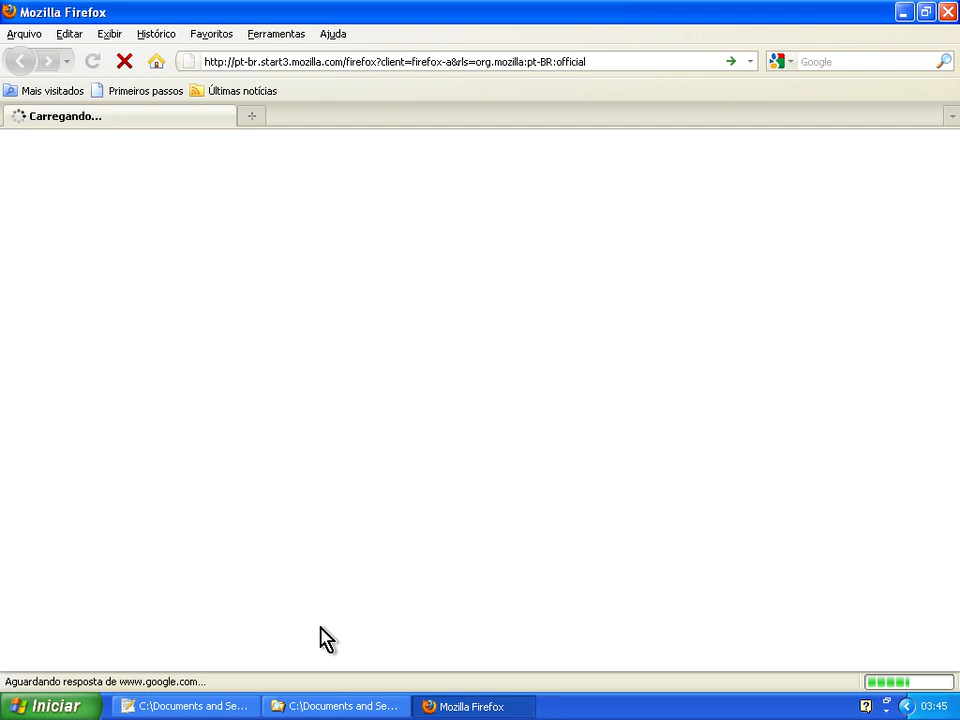 Mozilla Firefox
Arquivo Editar Exibir Histórico Favoritos Ferramentas Ajuda
http://pt-br.start3.mozilla.com/firefox?client=firefox-a&rls=org.mozilla:pt-BR:official Google
Mais visitados Primeiros passos Últimas notícias
Carregando...
Aguardando resposta de www.google.com...
Iniciar C:\Documents and Se... C:\Documents and Se... Mozilla Firefox 03:45